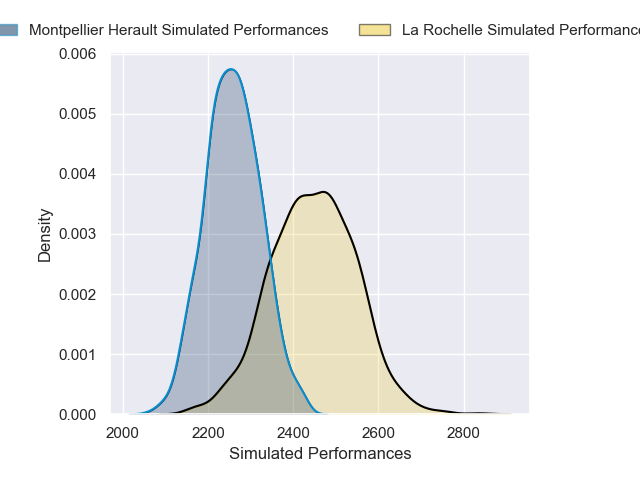 Montpellier Herault Simulated Performances La Rochelle Simulated Performance
0.006
0.005
0.004
0.003
0.002
0.001
0.000
Density
2000 2200 2400 2600 2800
Simulated Performances